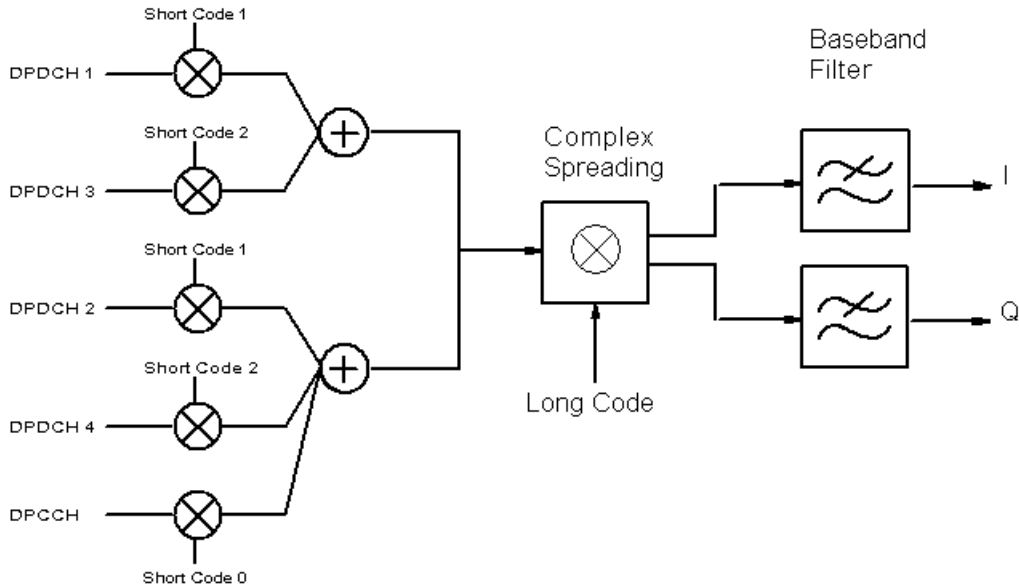 Short Code 1
DPDCH 1
Short Code 2
DPDCH 3
Short Code 1
DPDCH 2
Short Code 2
DPDCH 4
DPCCH
Short Code 0
Complex
Spreading
Long Code
Baseband
Filter
I
Q